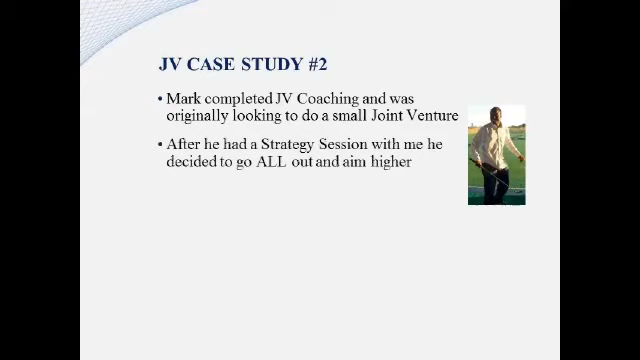 JV CASE STUDY #2
• Mark completed JV Coaching and was
originally looking to do a small Joint Venture
• After he had a Strategy Session with me he
decided to go ALL out and aim higher